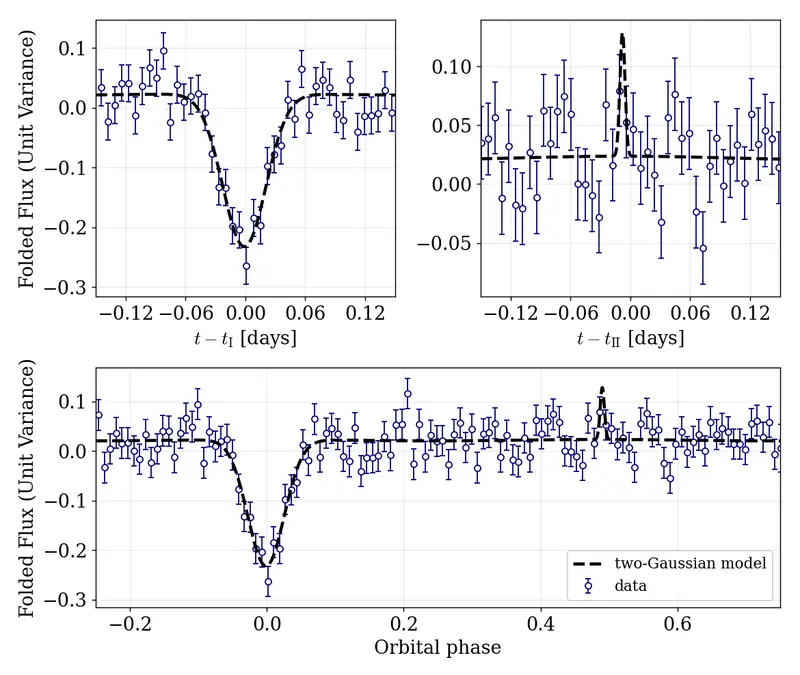 Folded Flux (Unit Variance)
0.1
0.0
−0.1
−0.2
−0.3
−0.12 −0.06 0.00 0.06 0.12
t − tI [days]
0.10
0.05
0.00
−0.05
−0.12 −0.06 0.00 0.06 0.12
t − tII [days]
Folded Flux (Unit Variance)
0.1
0.0
−0.1
−0.2
−0.3
−0.2 0.0 0.2 0.4 0.6
Orbital phase
two-Gaussian model
data